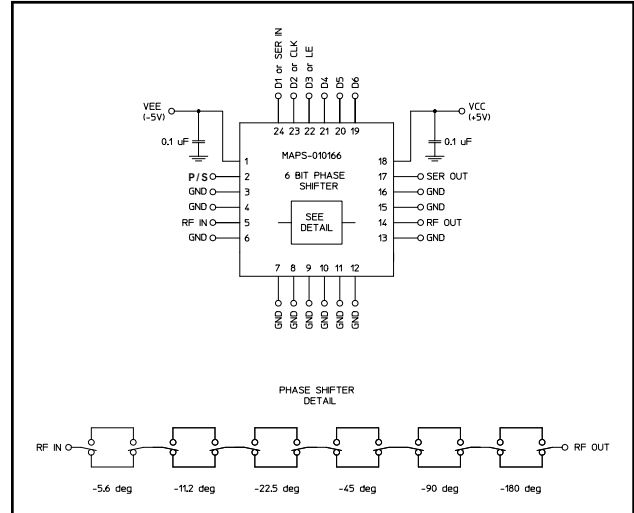 D1 or SER IN
D2 or CLK
D3 or LE
D4
D5
D6
VEE
(-5V)
VCC
(+5V)
0.1 uF
0.1 uF
24 23 22 21 20 19
MAPS-010166
6 BIT PHASE
SHIFTER
SEE
DETAIL
1
P/S 2
GND 3
GND 4
RF IN 5
GND 6
18
17 SER OUT
16 GND
15 GND
14 RF OUT
13 GND
7 8 9 10 11 12
GND GND GND GND GND GND
PHASE SHIFTER
DETAIL
RF IN
RF OUT
-5.6 deg -11.2 deg -22.5 deg -45 deg -90 deg -180 deg